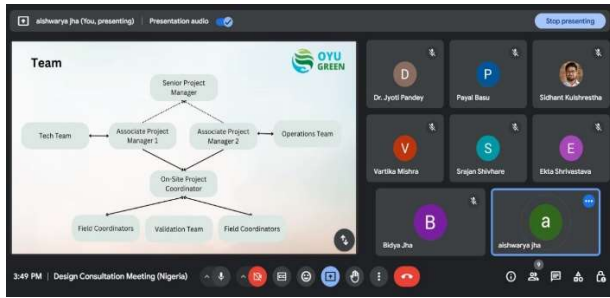 aishwarya jha (You, presenting)
Presentation audio
Stop presenting
Team
OYU
GREEN
Senior Project
Manager
Tech Team
Associate Project
Manager 1
Associate Project
Manager 2
Operations Team
On-Site Project
Coordinator
Field Coordinators
Validation Team
Field Coordinators
D
Dr. Jyoti Pandey
P
Payal Basu
Sidhant Kulshrestha
V
Vartika Mishra
S
Srajan Shivhare
E
Ekta Shrivastava
B
Bidya Jha
a
aishwarya jha
3:49 PM | Design Consultation Meeting (Nigeria)